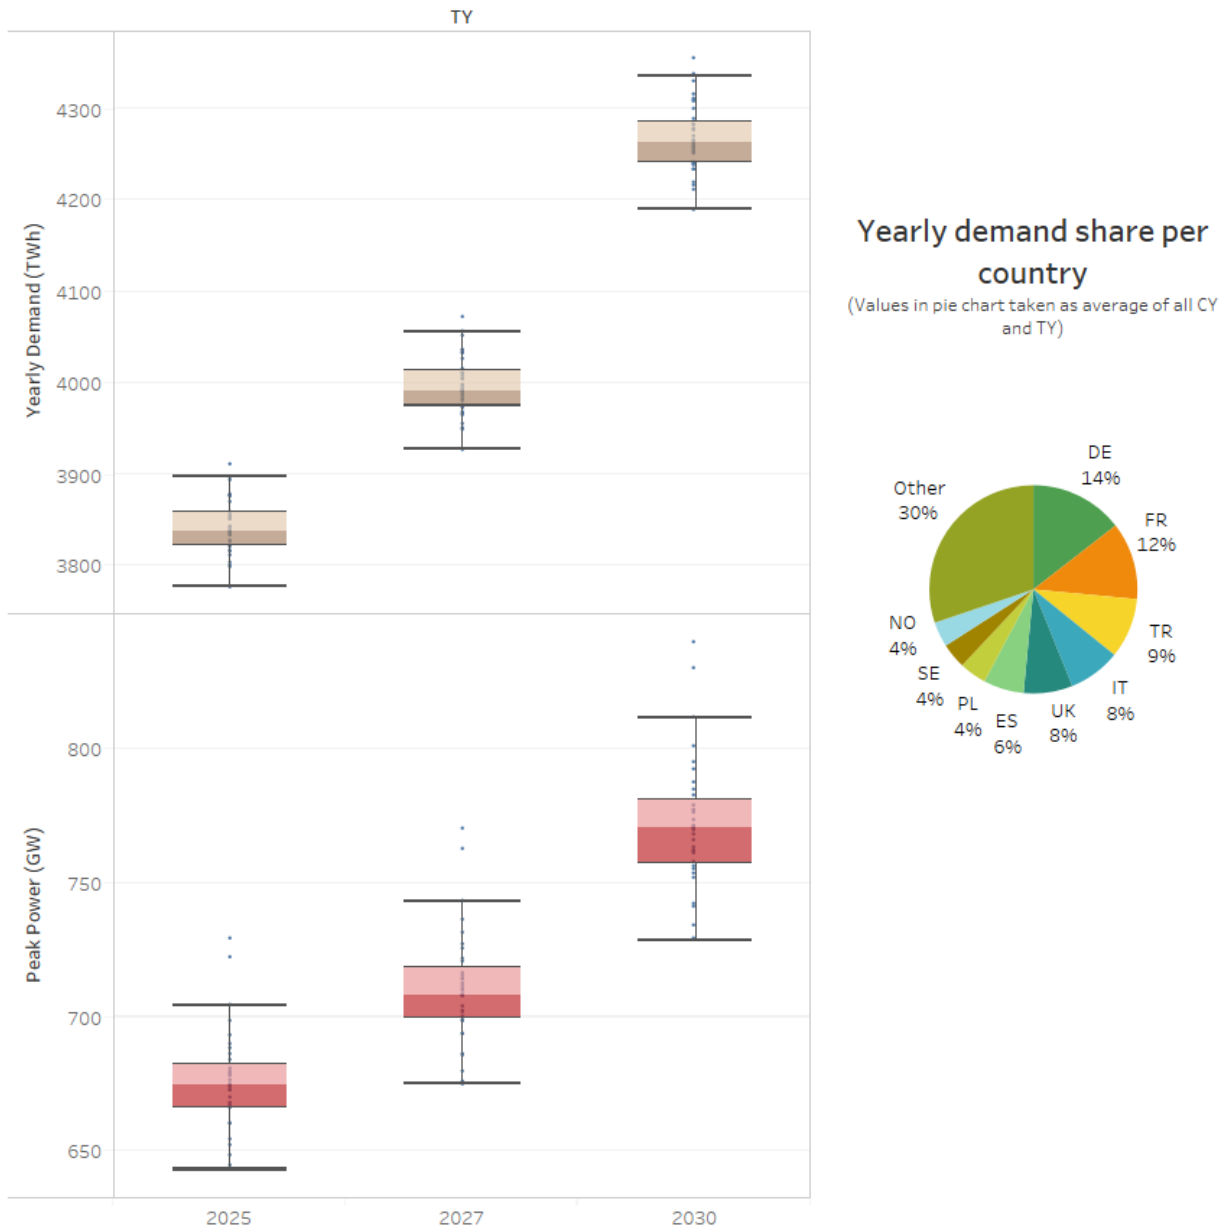 TY
Yearly Demand (TWh)
4300
4200
4100
4000
3900
3800
Peak Power (GW)
800
750
700
650
2025
2027
2030
Yearly demand share per
country
(Values in pie chart taken as average of all CY
and TY)
DE
14%
FR
12%
TR
9%
IT
8%
UK
8%
ES
6%
PL
4%
SE
4%
NO
4%
Other
30%